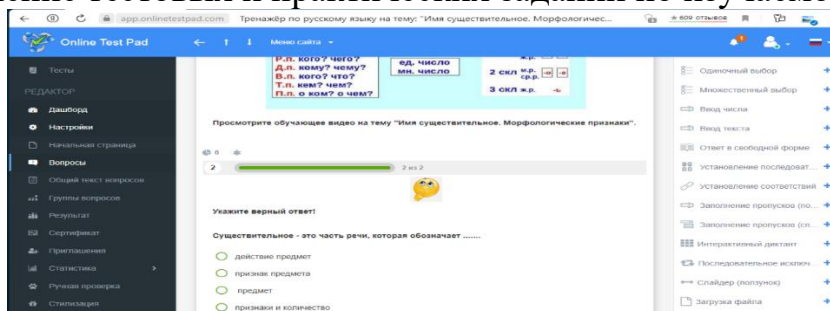 app.onlinetestpad.com Тренажёр по русскому языку на тему: "Имя существительное. Морфологичес...
★ 609 отзывов
Online Test Pad
Меню сайта
Тесты
РЕДАКТОР
Дашборд
Настройки
Начальная страница
Вопросы
Общий текст вопросов
Группы вопросов
Результат
Сертификат
Приглашения
Статистика
Ручная проверка
Стилизация
Р.п. кого? чего?
Д.п. кому? чему?
В.п. кого? что?
Т.п. кем? чем?
П.п. о ком? о чем?
ед. число
мн. число
ж.р.
2 скл м.р. ср.р. -о -е
3 скл ж.р. -ь
Просмотрите обучающее видео на тему "Имя существительное. Морфологические признаки".
0
2 2 из 2
Укажите верный ответ!
Существительное - это часть речи, которая обозначает .......
действие предмет
признак предмета
предмет
признаки и количество
Одиночный выбор
Множественный выбор
Ввод числа
Ввод текста
Ответ в свободной форме
Установление последоват...
Установление соответствий
Заполнение пропусков (по...
Заполнение пропусков (сп...
Интерактивный диктант
Последовательное исключ...
Слайдер (ползунок)
Загрузка файла